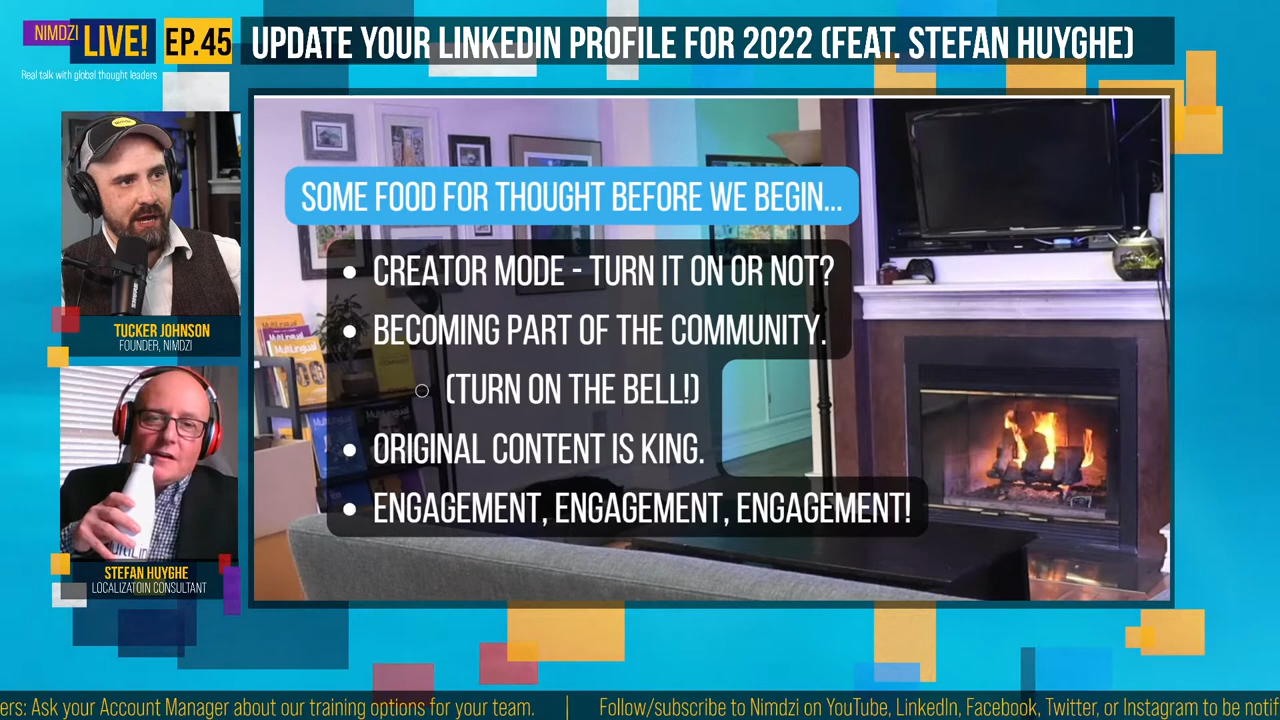 NIMDZI LIVE!
Real talk with global thought leaders
EP.45
UPDATE YOUR LINKEDIN PROFILE FOR 2022 (FEAT. STEFAN HUYGHE)
TUCKER JOHNSON
FOUNDER, NIMDZI
STEFAN HUYGHE
LOCALIZATOIN CONSULTANT
SOME FOOD FOR THOUGHT BEFORE WE BEGIN...
• CREATOR MODE - TURN IT ON OR NOT?
• BECOMING PART OF THE COMMUNITY.
○ (TURN ON THE BELL!)
• ORIGINAL CONTENT IS KING.
• ENGAGEMENT, ENGAGEMENT, ENGAGEMENT!
MultiLingual
ers: Ask your Account Manager about our training options for your team. | Follow/subscribe to Nimdzi on YouTube, LinkedIn, Facebook, Twitter, or Instagram to be notif